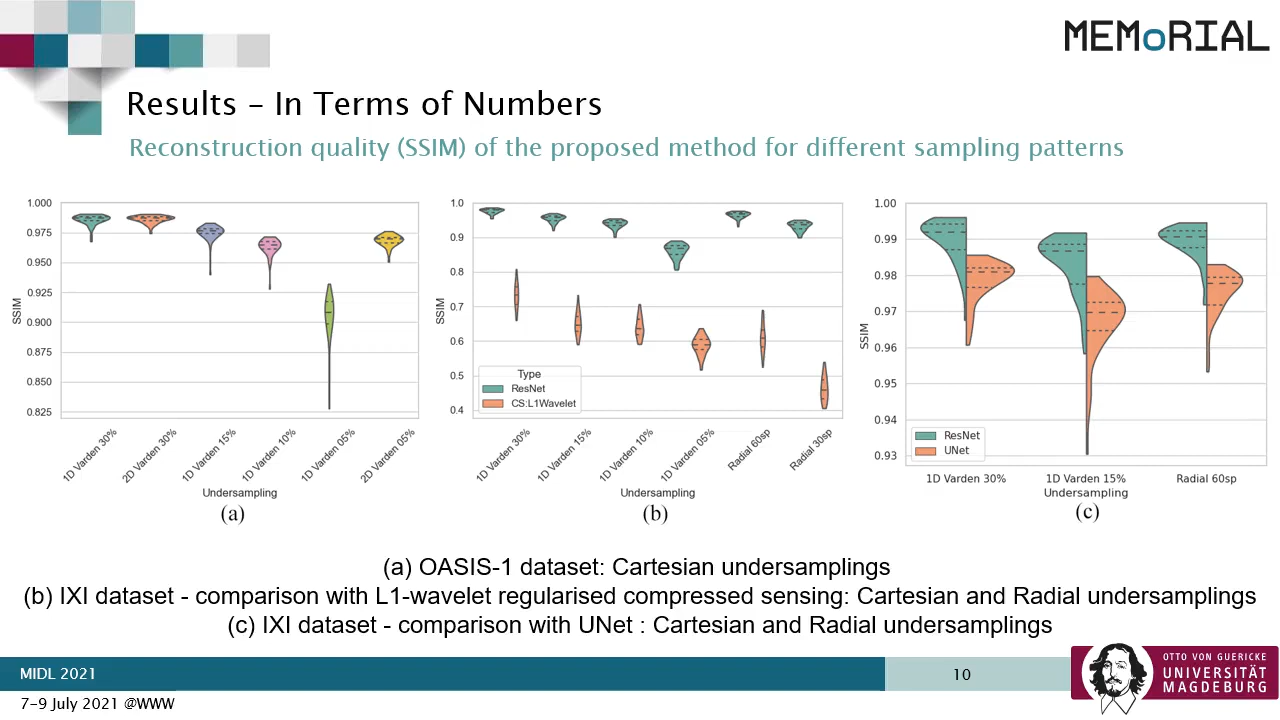 MEMoRIAL
Results – In Terms of Numbers
Reconstruction quality (SSIM) of the proposed method for different sampling patterns
1.000
0.975
0.950
0.925
0.900
0.875
0.850
0.825
SSIM
1D Varden 30%
2D Varden 30%
1D Varden 15%
1D Varden 10%
1D Varden 05%
2D Varden 05%
Undersampling
(a)
1.0
0.9
0.8
0.7
0.6
0.5
0.4
SSIM
Type
ResNet
CS:L1Wavelet
1D Varden 30%
1D Varden 15%
1D Varden 10%
1D Varden 05%
Radial 60sp
Radial 30sp
Undersampling
(b)
1.00
0.99
0.98
0.97
0.96
0.95
0.94
0.93
SSIM
ResNet
UNet
1D Varden 30%
1D Varden 15%
Radial 60sp
Undersampling
(c)
(a) OASIS-1 dataset: Cartesian undersamplings
(b) IXI dataset - comparison with L1-wavelet regularised compressed sensing: Cartesian and Radial undersamplings
(c) IXI dataset - comparison with UNet : Cartesian and Radial undersamplings
MIDL 2021
10
OTTO VON GUERICKE
UNIVERSITÄT
MAGDEBURG
7-9 July 2021 @WWW